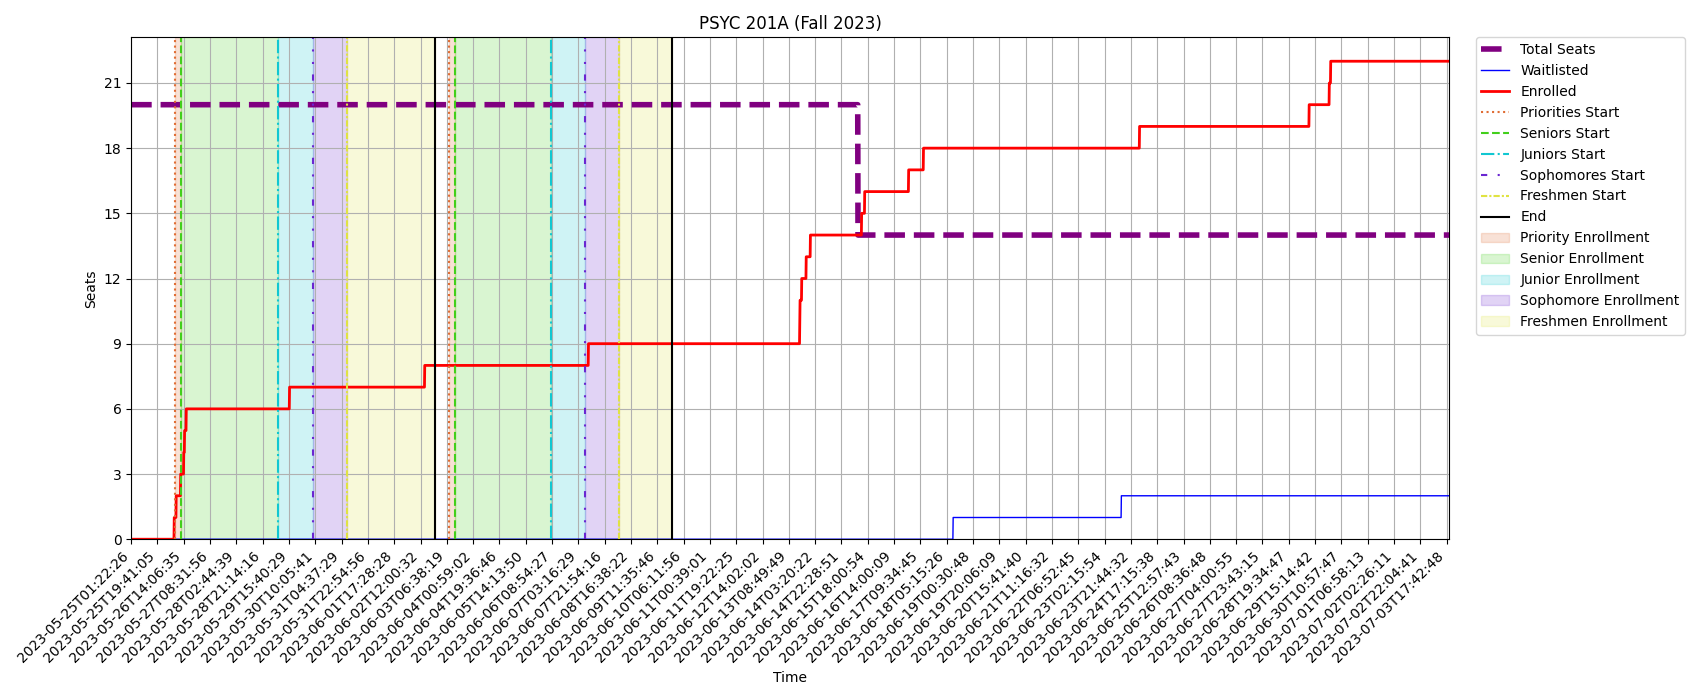 PSYC 201A (Fall 2023)
Seats
21
18
15
12
9
6
3
0
2023-05-25T01:22:26
2023-05-25T19:41:05
2023-05-26T14:06:35
2023-05-27T08:31:56
2023-05-28T02:44:39
2023-05-28T21:14:16
2023-05-29T15:40:29
2023-05-30T10:05:41
2023-05-31T04:37:29
2023-05-31T22:54:56
2023-06-01T17:28:28
2023-06-02T12:00:32
2023-06-03T06:38:19
2023-06-04T00:59:02
2023-06-04T19:36:46
2023-06-05T14:13:50
2023-06-06T08:54:27
2023-06-07T03:16:29
2023-06-07T21:54:16
2023-06-08T16:38:22
2023-06-09T11:35:46
2023-06-10T06:11:56
2023-06-11T00:39:01
2023-06-11T19:22:25
2023-06-12T14:02:02
2023-06-13T08:49:49
2023-06-14T03:20:22
2023-06-14T22:28:51
2023-06-15T18:00:54
2023-06-16T14:00:09
2023-06-17T09:34:45
2023-06-18T05:15:26
2023-06-19T00:30:48
2023-06-19T20:06:09
2023-06-20T15:41:40
2023-06-21T11:16:32
2023-06-22T06:52:45
2023-06-23T02:15:54
2023-06-23T21:44:32
2023-06-24T17:15:38
2023-06-25T12:57:43
2023-06-26T08:36:48
2023-06-27T04:00:55
2023-06-27T23:43:15
2023-06-28T19:34:47
2023-06-29T15:14:42
2023-06-30T10:57:47
2023-07-01T06:58:13
2023-07-02T02:26:11
2023-07-02T22:04:41
2023-07-03T17:42:48
Time
Total Seats
Waitlisted
Enrolled
Priorities Start
Seniors Start
Juniors Start
Sophomores Start
Freshmen Start
End
Priority Enrollment
Senior Enrollment
Junior Enrollment
Sophomore Enrollment
Freshmen Enrollment